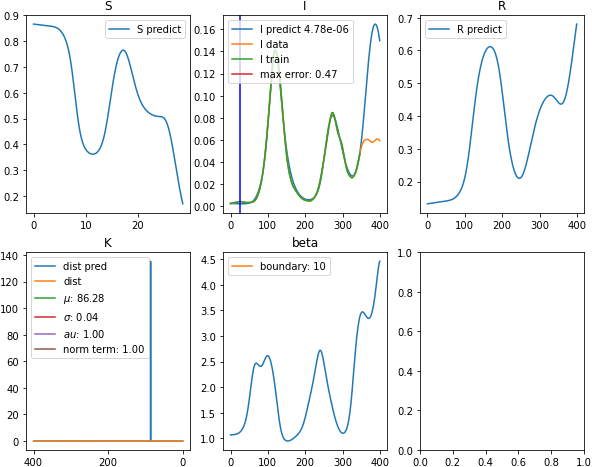 S
0.9
0.8
0.7
0.6
0.5
0.4
0.3
0.2
0 10 20
S predict
I
0.16
0.14
0.12
0.10
0.08
0.06
0.04
0.02
0.00
0 100 200 300 400
I predict 4.78e-06
I data
I train
max error: 0.47
R
0.7
0.6
0.5
0.4
0.3
0.2
0 100 200 300 400
R predict
K
140
120
100
80
60
40
20
0
400 200 0
dist pred
dist
μ: 86.28
σ: 0.04
au: 1.00
norm term: 1.00
beta
4.5
4.0
3.5
3.0
2.5
2.0
1.5
1.0
0 100 200 300 400
boundary: 10
1.0
0.8
0.6
0.4
0.2
0.0
0.0 0.2 0.4 0.6 0.8 1.0